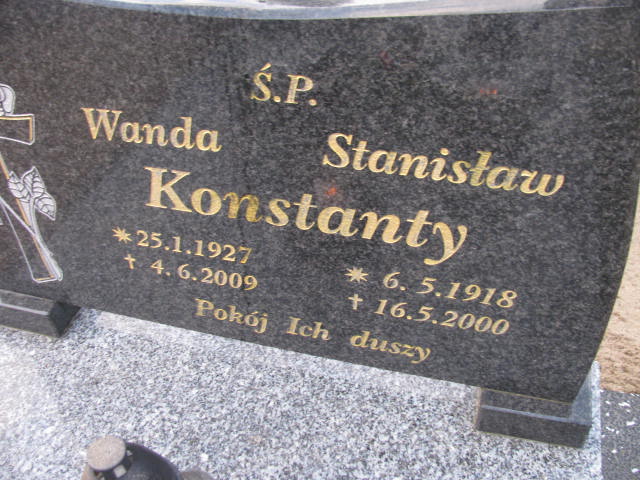 Ś.P.
Wanda Stanisław
Konstanty
* 25.1.1927 * 6.5.1918
† 4.6.2009 † 16.5.2000
Pokój Ich duszy